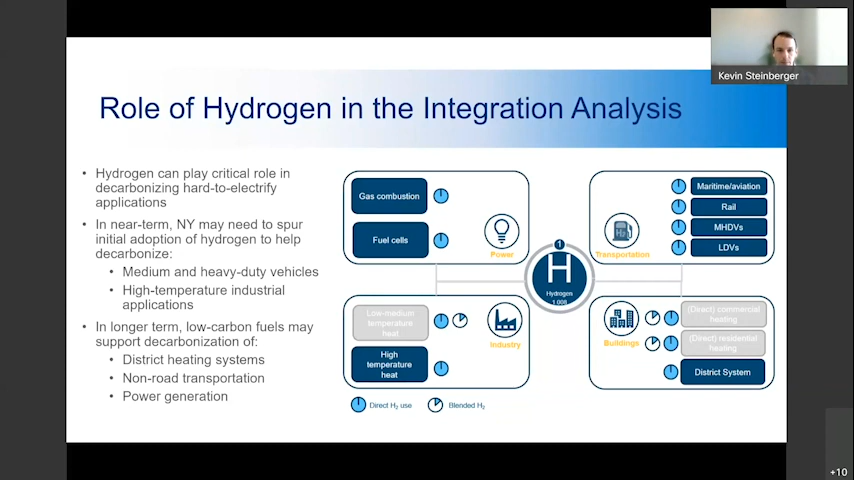 Kevin Steinberger
Role of Hydrogen in the Integration Analysis
• Hydrogen can play critical role in
decarbonizing hard-to-electrify
applications
• In near-term, NY may need to spur
initial adoption of hydrogen to help
decarbonize:
• Medium and heavy-duty vehicles
• High-temperature industrial
applications
• In longer term, low-carbon fuels may
support decarbonization of:
• District heating systems
• Non-road transportation
• Power generation
Gas combustion
Fuel cells
Power
Maritime/aviation
Rail
MHDVs
LDVs
H₂
Transportation
1
H
Hydrogen
1.008
Low-medium
temperature
heat
High
temperature
heat
Industry
(Direct) commercial
heating
(Direct) residential
heating
District System
Buildings
Direct H₂ use
Blended H₂
+10